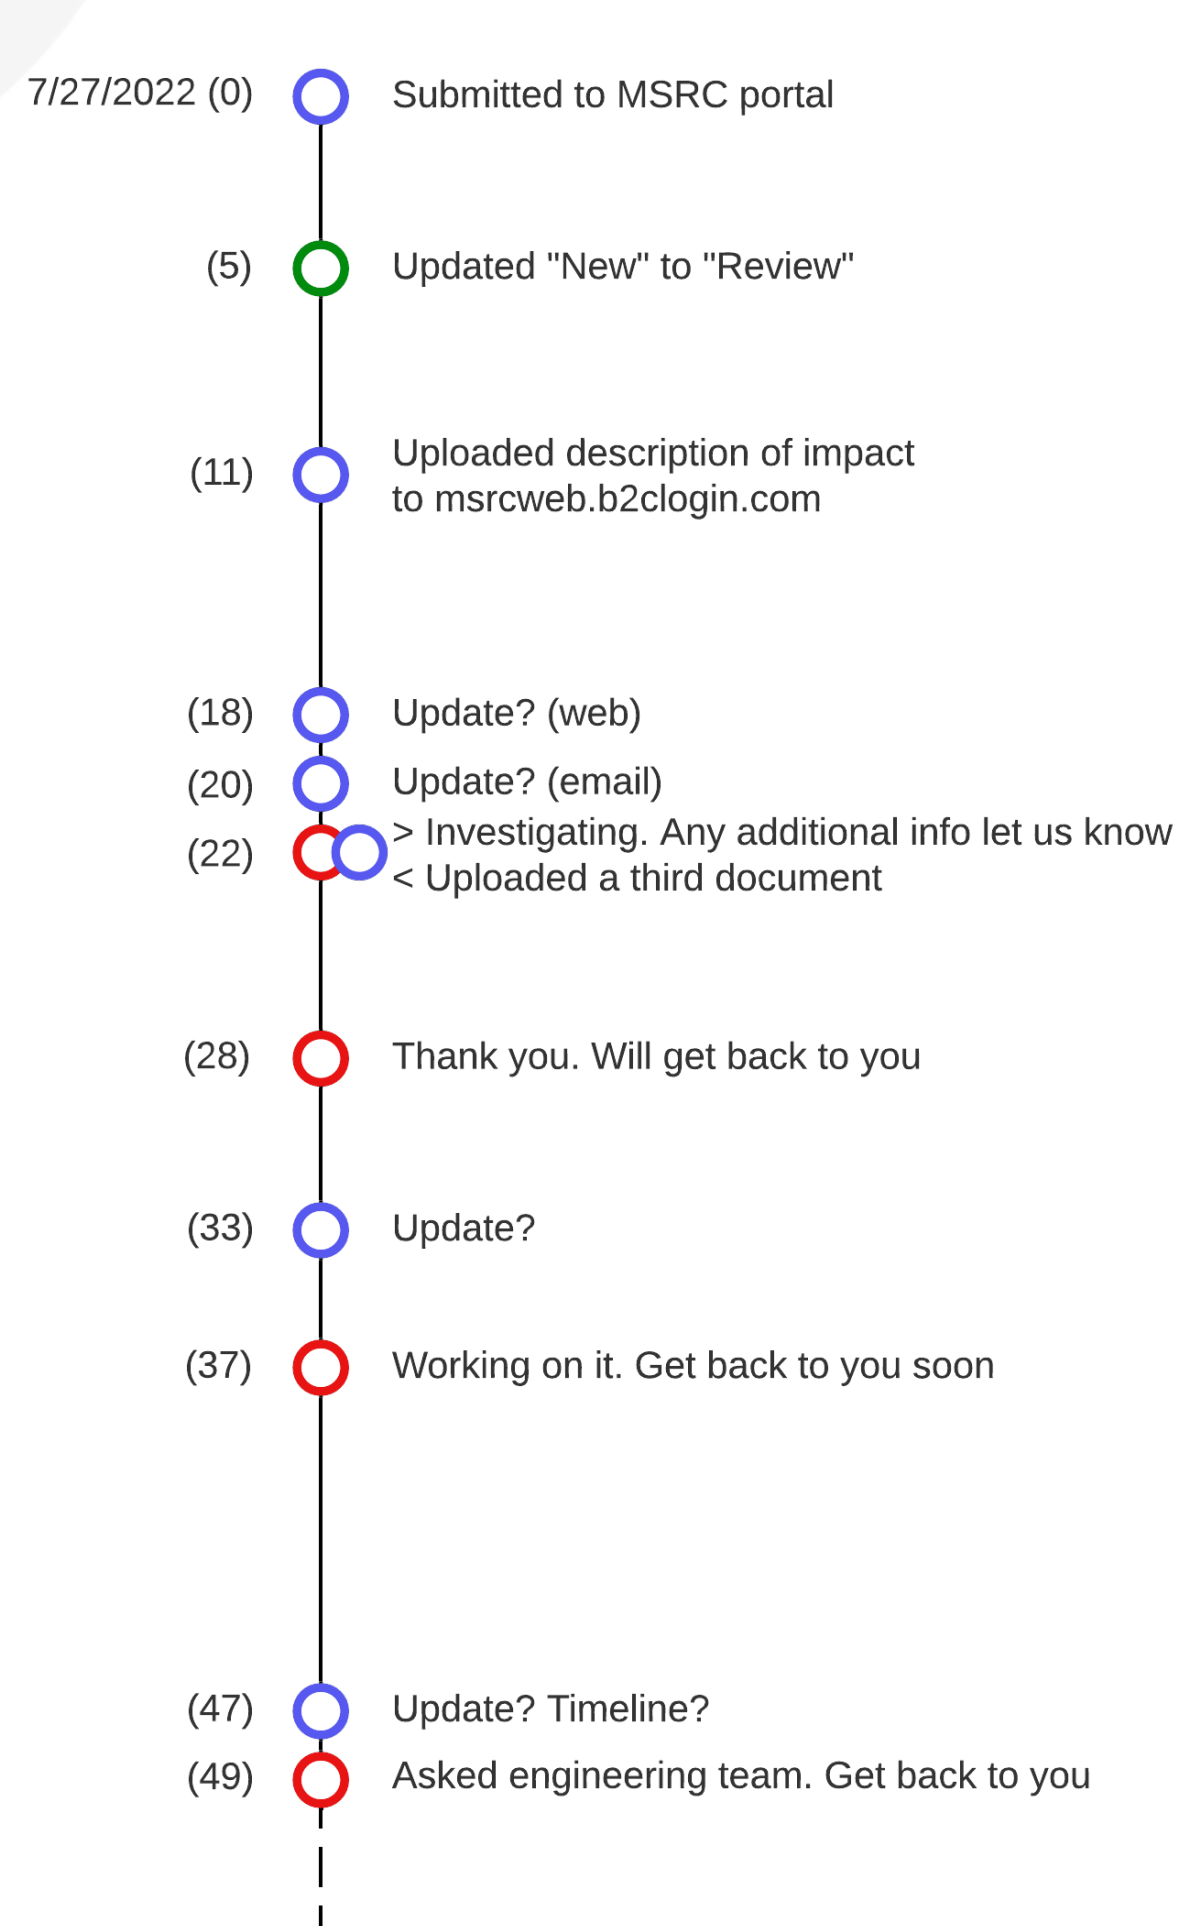 7/27/2022 (0) Submitted to MSRC portal
(5) Updated "New" to "Review"
(11) Uploaded description of impact
to msrcweb.b2clogin.com
(18) Update? (web)
(20) Update? (email)
(22) > Investigating. Any additional info let us know
< Uploaded a third document
(28) Thank you. Will get back to you
(33) Update?
(37) Working on it. Get back to you soon
(47) Update? Timeline?
(49) Asked engineering team. Get back to you